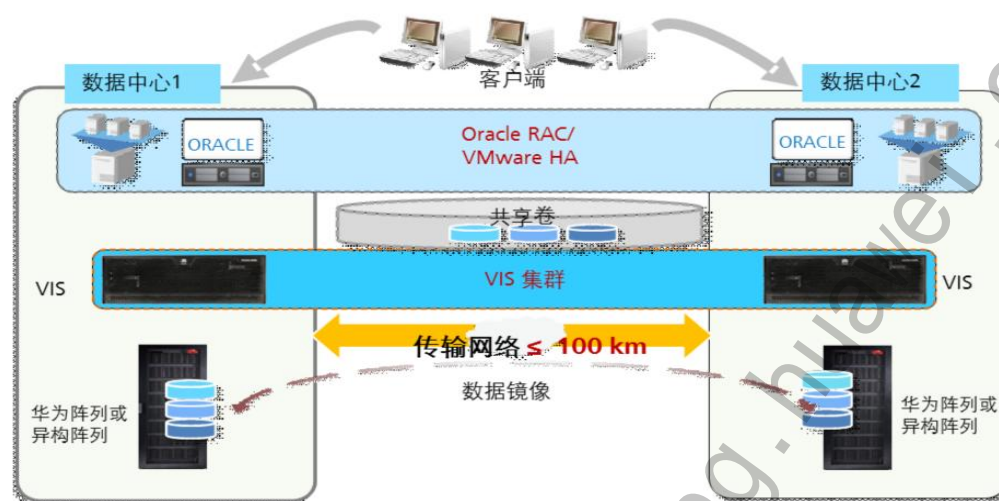 客户端
数据中心1
数据中心2
ORACLE
Oracle RAC/
VMware HA
ORACLE
共享卷
VIS
VIS 集群
VIS
传输网络 ≤ 100 km
数据镜像
华为阵列或
异构阵列
华为阵列或
异构阵列